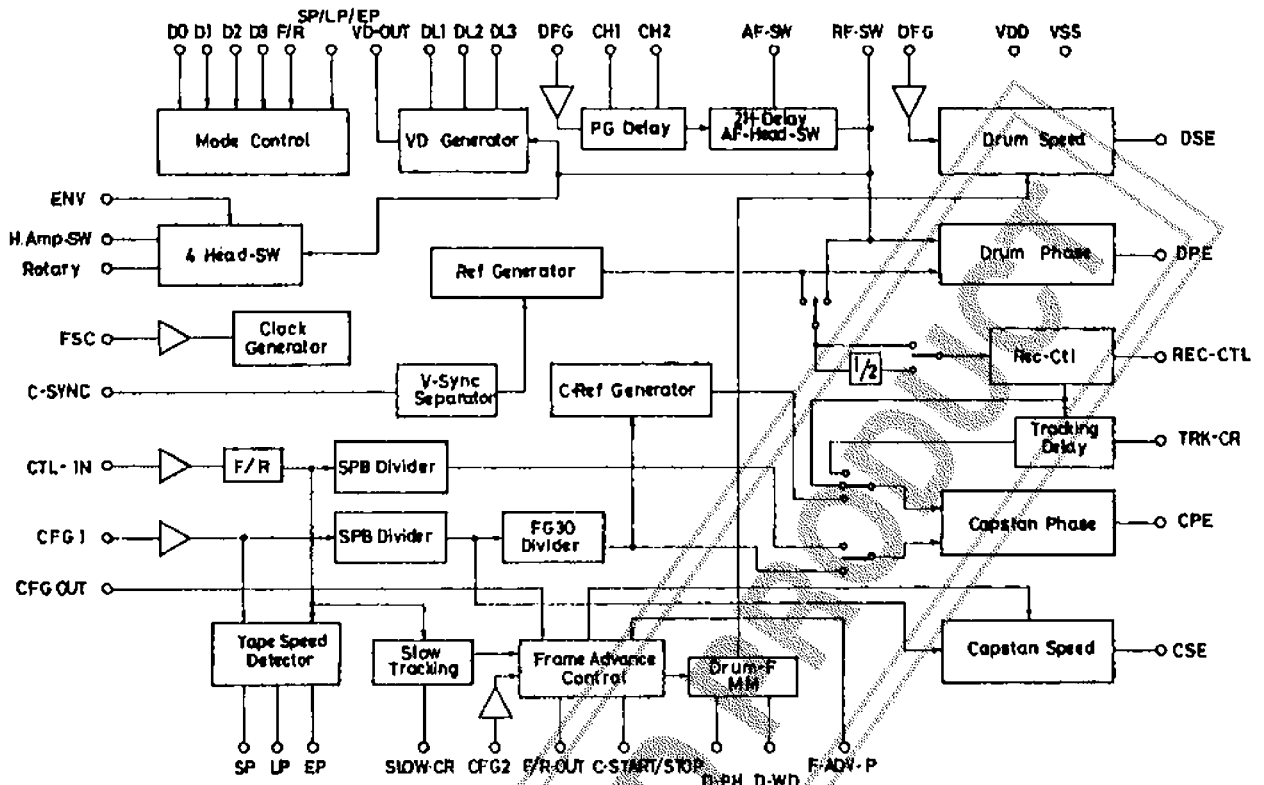 SP/LP/EP
D0 D1 D2 D3 F/R VD-OUT DL1 DL2 DL3 DFG CH1 CH2 AF-SW RF-SW DFG VDD VSS
Mode Control
VD Generator
PG Delay
2H Delay
AF-Head-SW
Drum Speed
DSE
ENV
H.Amp-SW
Rotary
4 Head-SW
Ref Generator
Drum Phase
DPE
FSC
Clock
Generator
1/2
Rec-Ctl
REC-CTL
C-SYNC
V-Sync
Separator
C-Ref Generator
Tracking
Delay
TRK-CR
CTL-IN
F/R
SPB Divider
CFG1
SPB Divider
FG30
Divider
Capstan Phase
CPE
CFG OUT
Tape Speed
Detector
Slow
Tracking
Frame Advance
Control
Drum-F
MM
Capstan Speed
CSE
SP LP EP SLOW-CR CFG2 F/R-OUT C-START/STOP D-PH D-WD F-ADV-P
PRODUCT